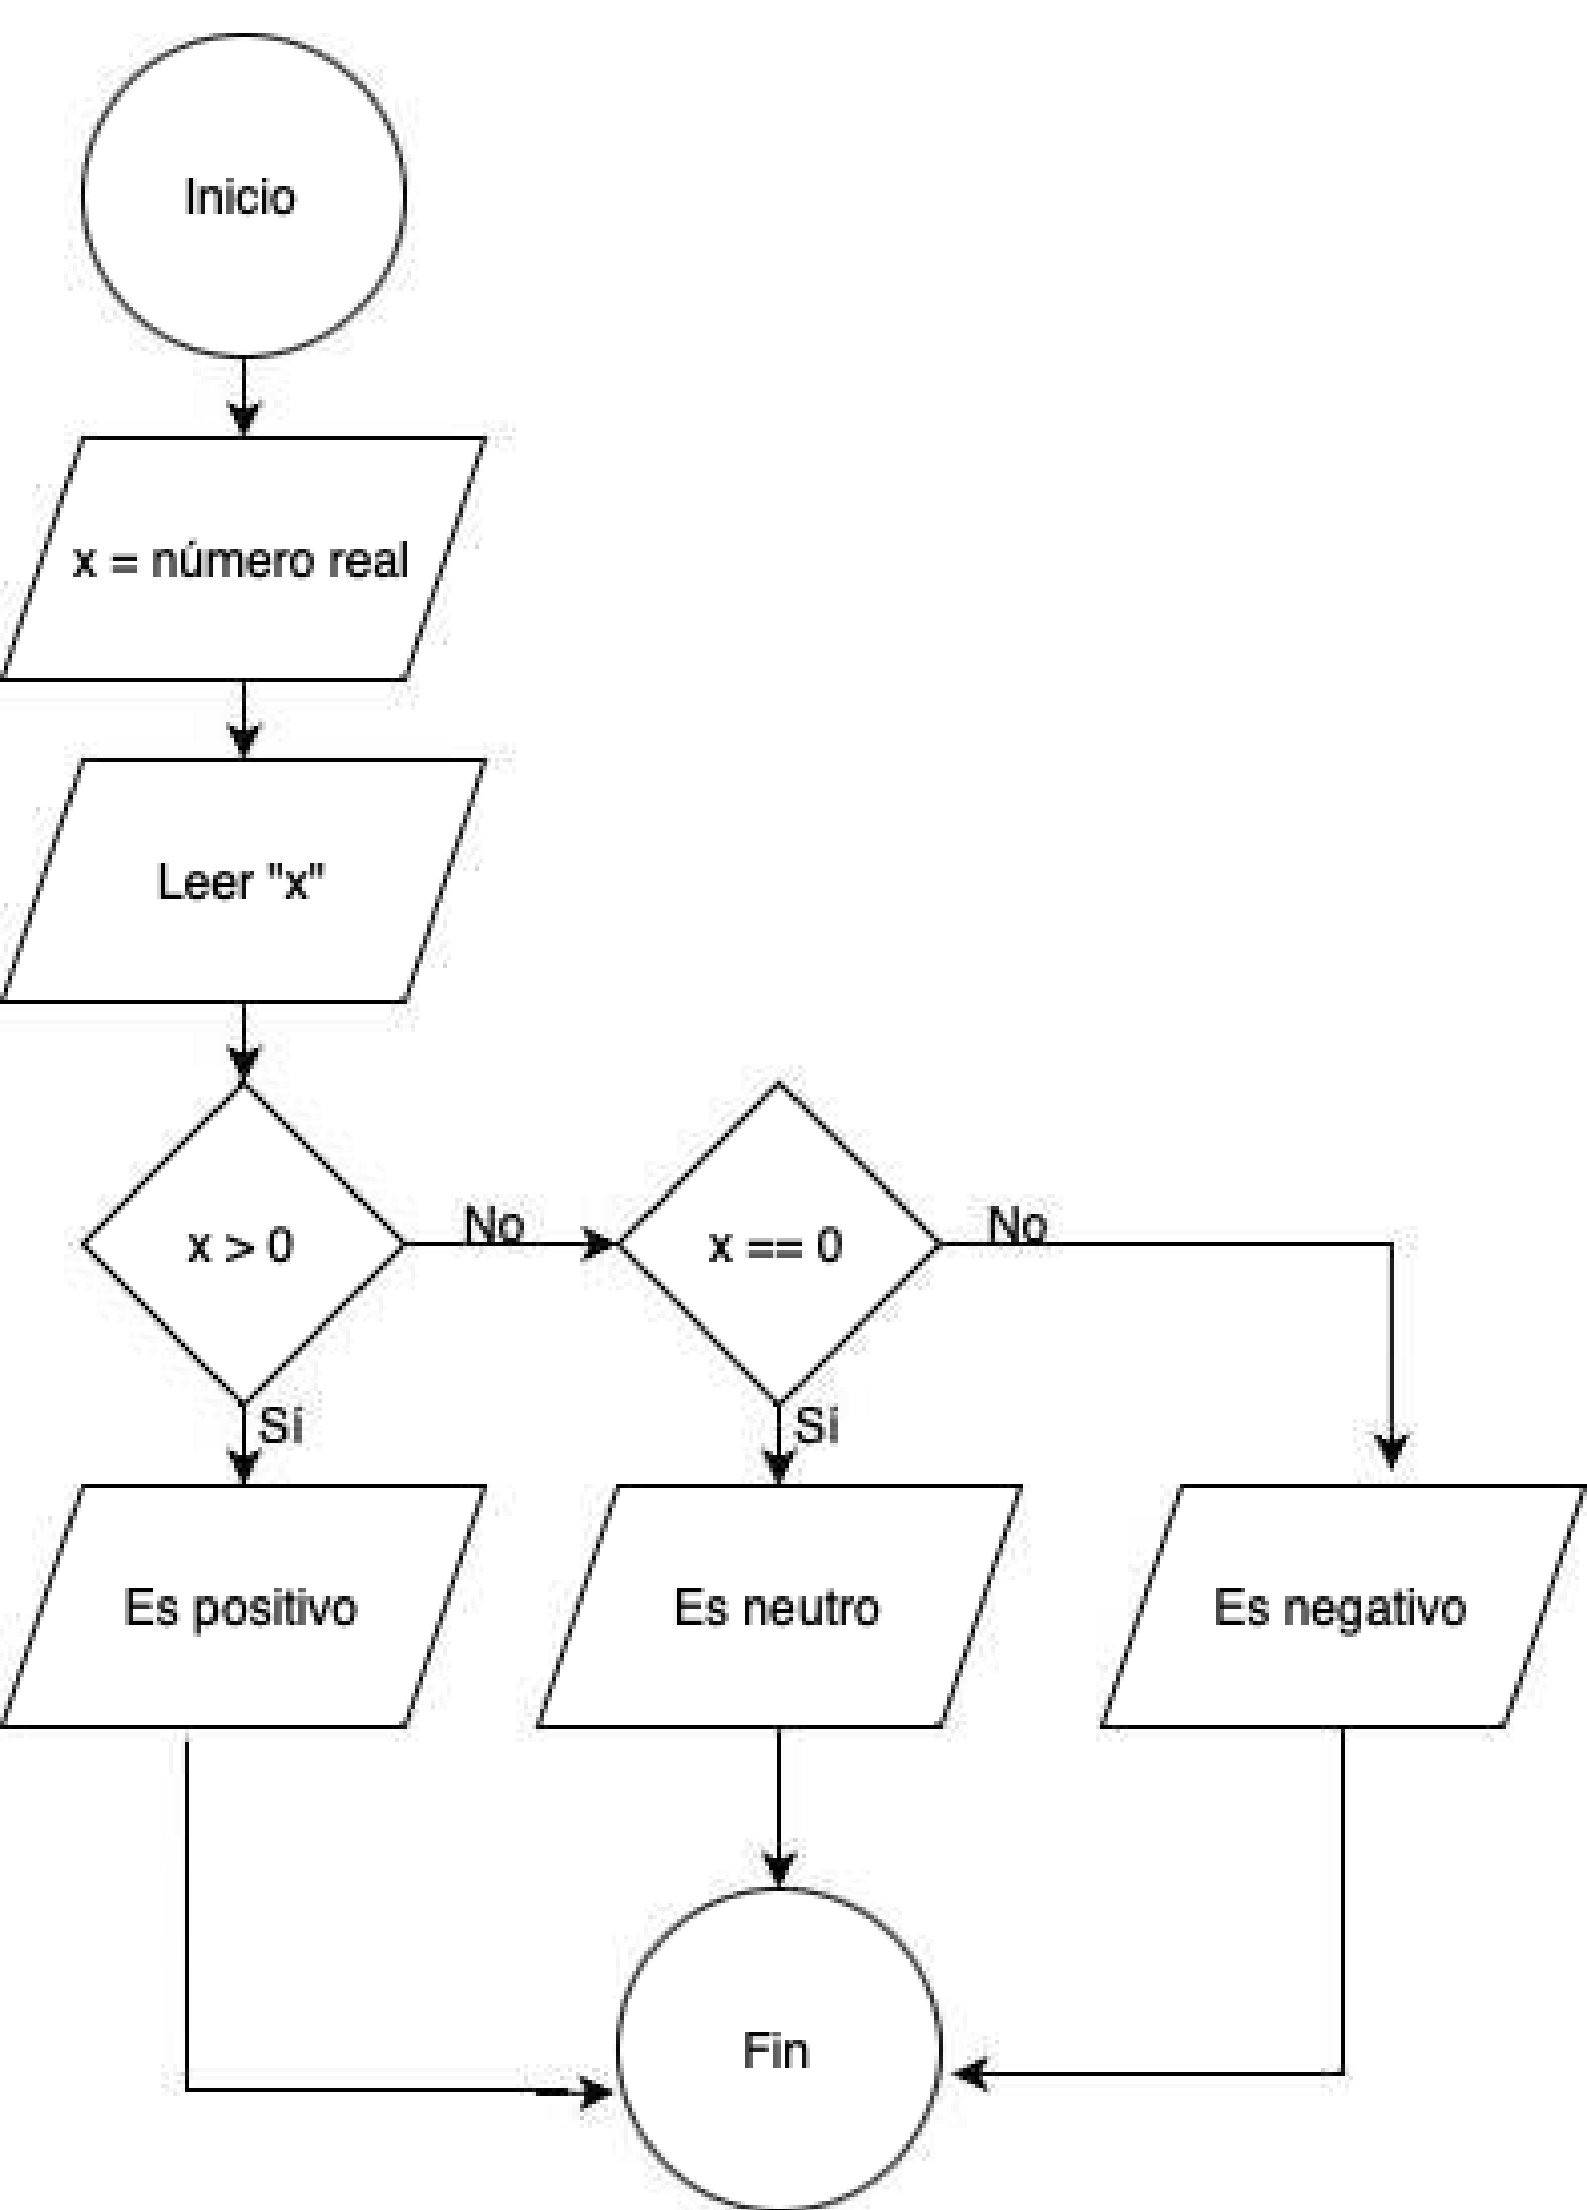 Inicio
x = número real
Leer "x"
x > 0
No
x == 0
No
Si
Si
Es positivo
Es neutro
Es negativo
Fin